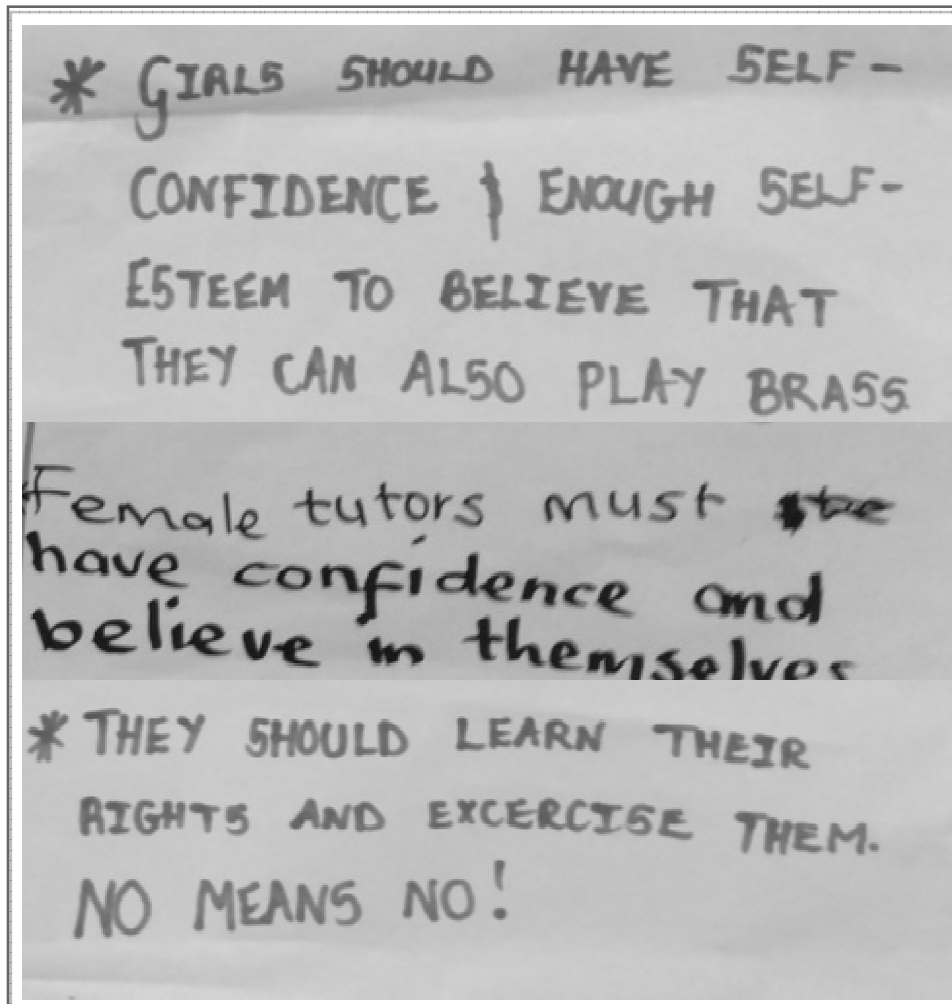 * GIRLS SHOULD HAVE SELF-
CONFIDENCE & ENOUGH SELF-
ESTEEM TO BELIEVE THAT
THEY CAN ALSO PLAY BRASS
Female tutors must
have confidence and
believe in themselves
* THEY SHOULD LEARN THEIR
RIGHTS AND EXCERCISE THEM.
NO MEANS NO!